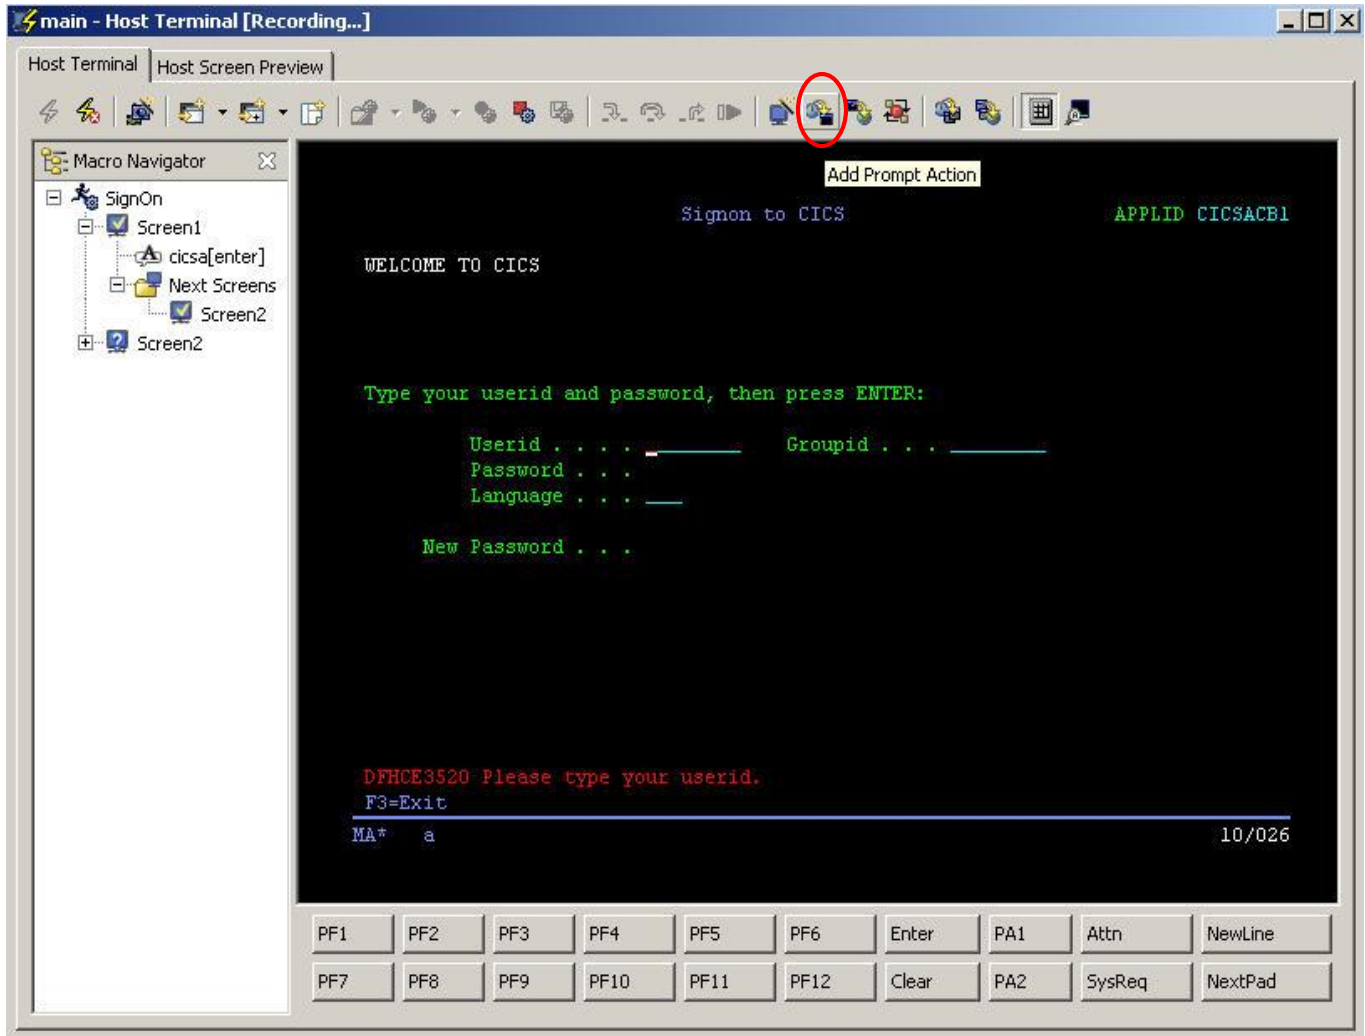 main - Host Terminal [Recording...]
Host Terminal Host Screen Preview
Macro Navigator
Add Prompt Action
SignOn
Screen1
cicsa[enter]
Next Screens
Screen2
Screen2
Signon to CICS APPLID CICSACB1
WELCOME TO CICS
Type your userid and password, then press ENTER:
Userid . . . . Groupid . . .
Password . . .
Language . . .
New Password . . .
DFHCE3520 Please type your userid.
F3=Exit
MA* a 10/026
PF1 PF2 PF3 PF4 PF5 PF6 Enter PA1 Attn NewLine
PF7 PF8 PF9 PF10 PF11 PF12 Clear PA2 SysReq NextPad